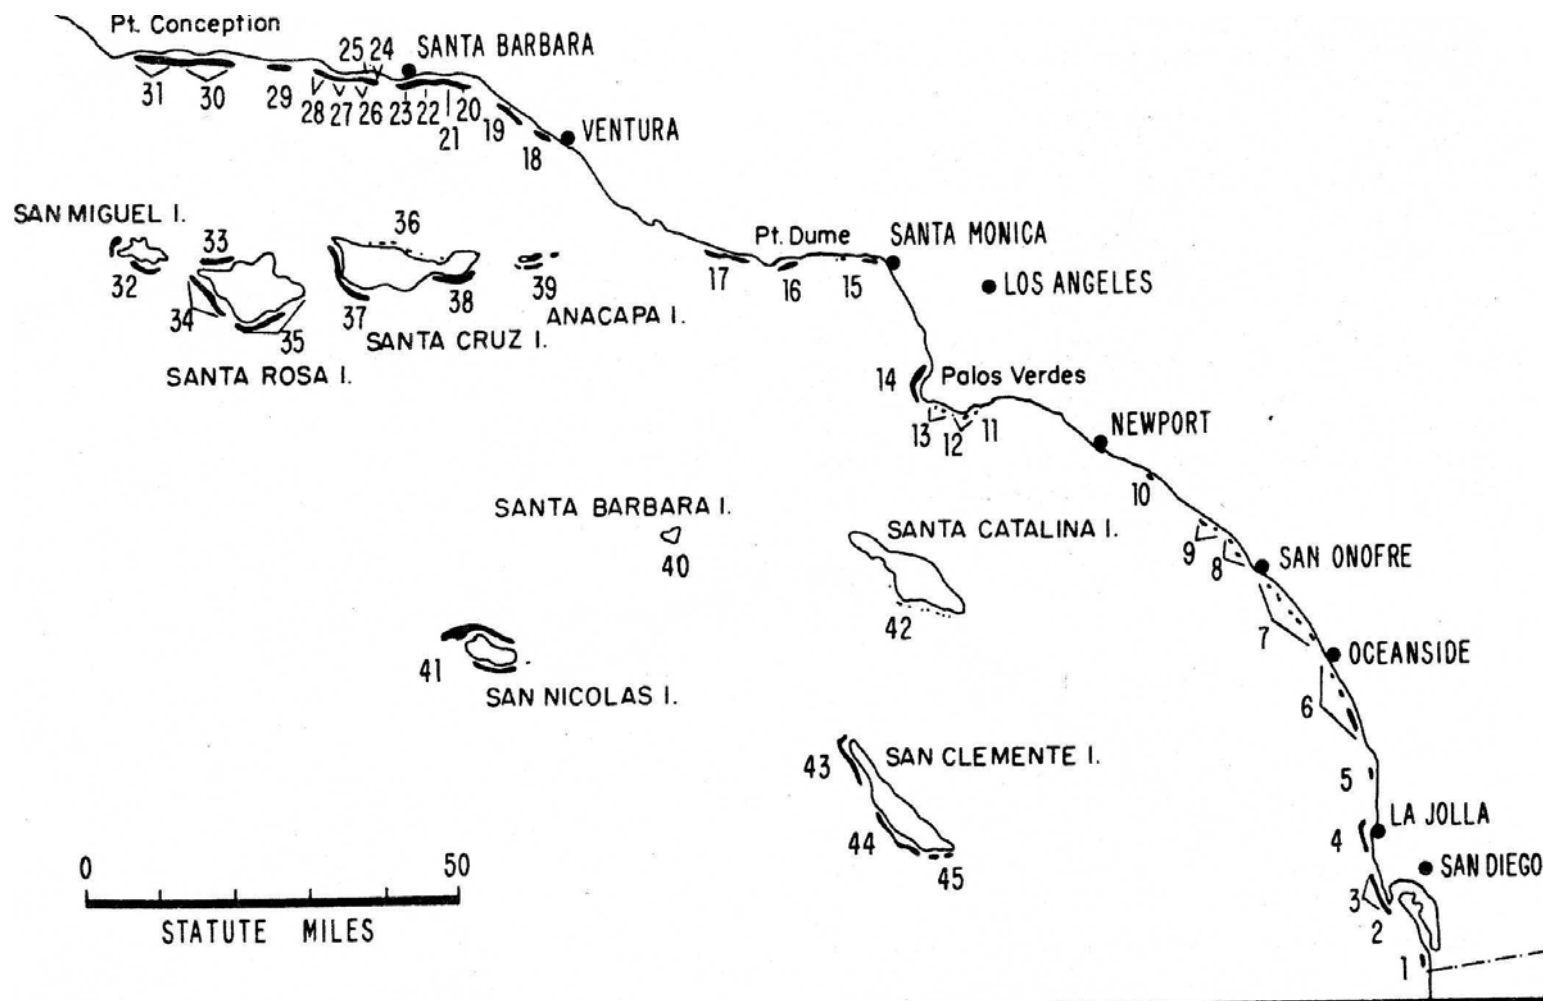 Pt. Conception
25 24 SANTA BARBARA
31 30 29 28 27 26 23 22 20
21
19
18
VENTURA
SAN MIGUEL I.
33
36
32
34
35
37
38
39
SANTA ROSA I.
SANTA CRUZ I.
ANACAPA I.
17
Pt. Dume
16
15
SANTA MONICA
LOS ANGELES
14
Palos Verdes
13 12 11
NEWPORT
10
SANTA BARBARA I.
40
SANTA CATALINA I.
42
9
8
SAN ONOFRE
7
OCEANSIDE
41
SAN NICOLAS I.
6
43
SAN CLEMENTE I.
44
45
5
4
LA JOLLA
SAN DIEGO
3
2
1
0 50
STATUTE MILES